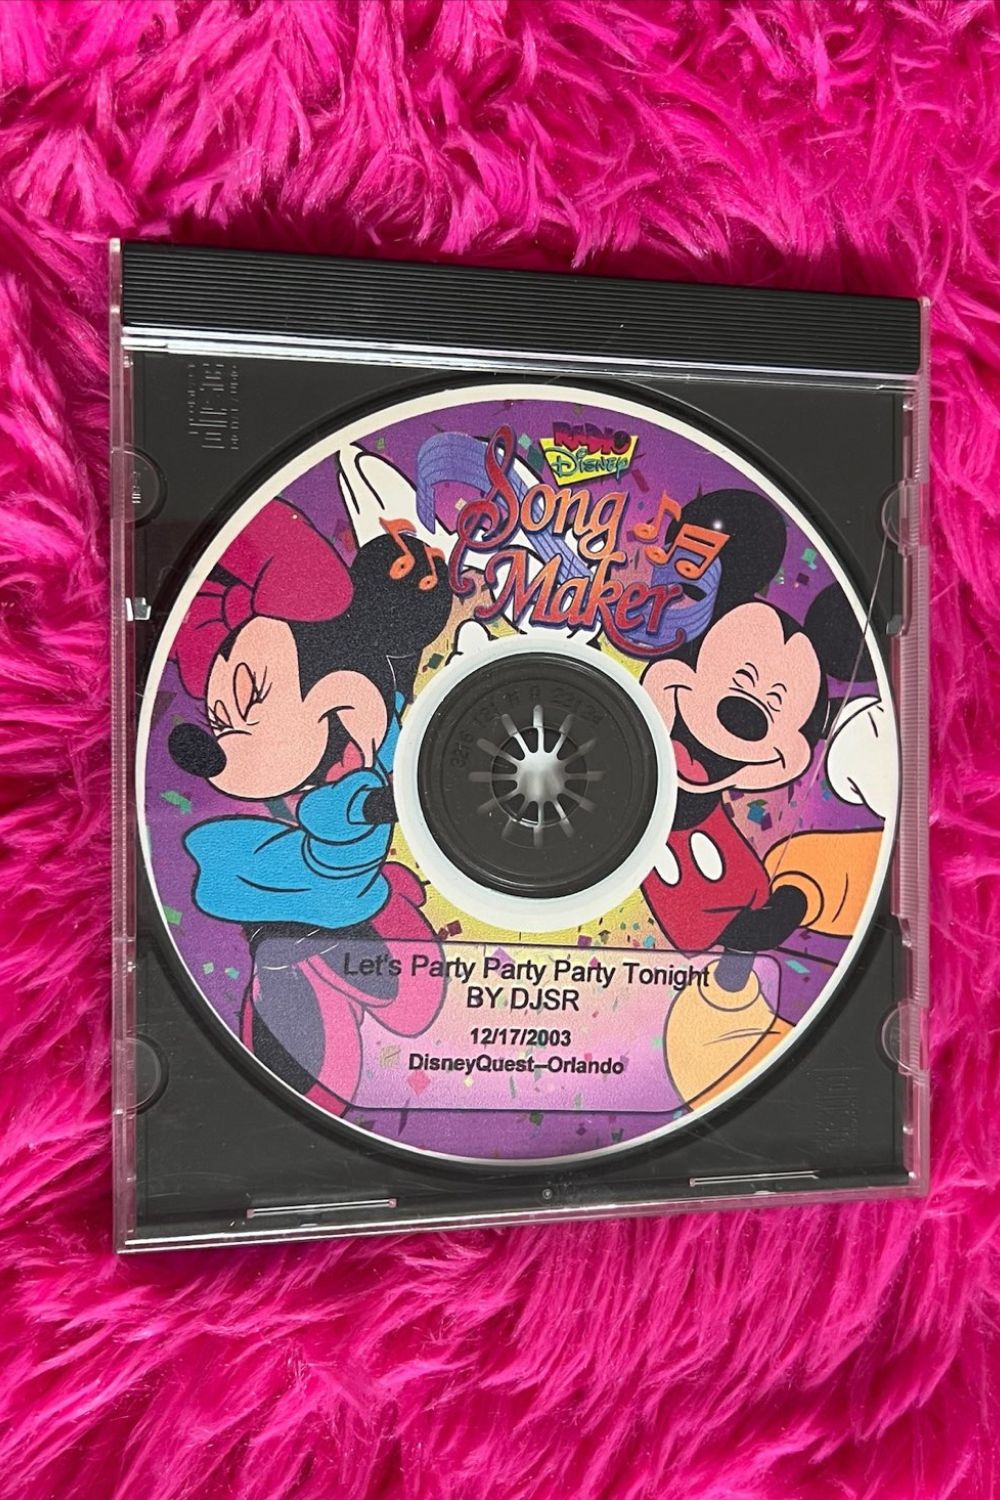 RADIO
DISNEY
Song
Maker
Let's Party Party Party Tonight
BY DJSR
12/17/2003
DisneyQuest--Orlando